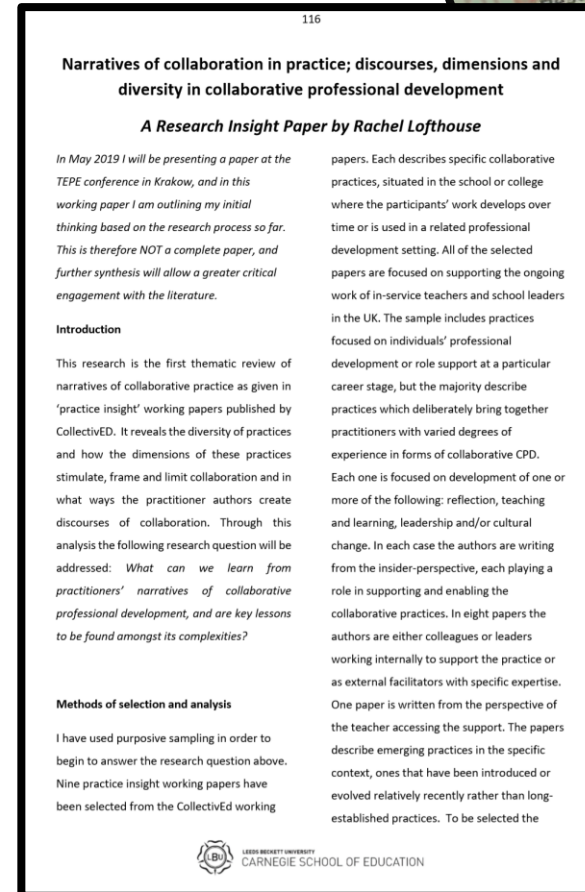 116
Narratives of collaboration in practice; discourses, dimensions and
diversity in collaborative professional development
A Research Insight Paper by Rachel Lofthouse
In May 2019 I will be presenting a paper at the
TEPE conference in Krakow, and in this
working paper I am outlining my initial
thinking based on the research process so far.
This is therefore NOT a complete paper, and
further synthesis will allow a greater critical
engagement with the literature.
Introduction
This research is the first thematic review of
narratives of collaborative practice as given in
‘practice insight’ working papers published by
CollectivED. It reveals the diversity of practices
and how the dimensions of these practices
stimulate, frame and limit collaboration and in
what ways the practitioner authors create
discourses of collaboration. Through this
analysis the following research question will be
addressed: What can we learn from
practitioners’ narratives of collaborative
professional development, and are key lessons
to be found amongst its complexities?
Methods of selection and analysis
I have used purposive sampling in order to
begin to answer the research question above.
Nine practice insight working papers have
been selected from the CollectivEd working
papers. Each describes specific collaborative
practices, situated in the school or college
where the participants’ work develops over
time or is used in a related professional
development setting. All of the selected
papers are focused on supporting the ongoing
work of in-service teachers and school leaders
in the UK. The sample includes practices
focused on individuals’ professional
development or role support at a particular
career stage, but the majority describe
practices which deliberately bring together
practitioners with varied degrees of
experience in forms of collaborative CPD.
Each one is focused on development of one or
more of the following: reflection, teaching
and learning, leadership and/or cultural
change. In each case the authors are writing
from the insider-perspective, each playing a
role in supporting and enabling the
collaborative practices. In eight papers the
authors are either colleagues or leaders
working internally to support the practice or
as external facilitators with specific expertise.
One paper is written from the perspective of
the teacher accessing the support. The papers
describe emerging practices in the specific
context, ones that have been introduced or
evolved relatively recently rather than long-
established practices. To be selected the
LBU
LEEDS BECKETT UNIVERSITY
CARNEGIE SCHOOL OF EDUCATION